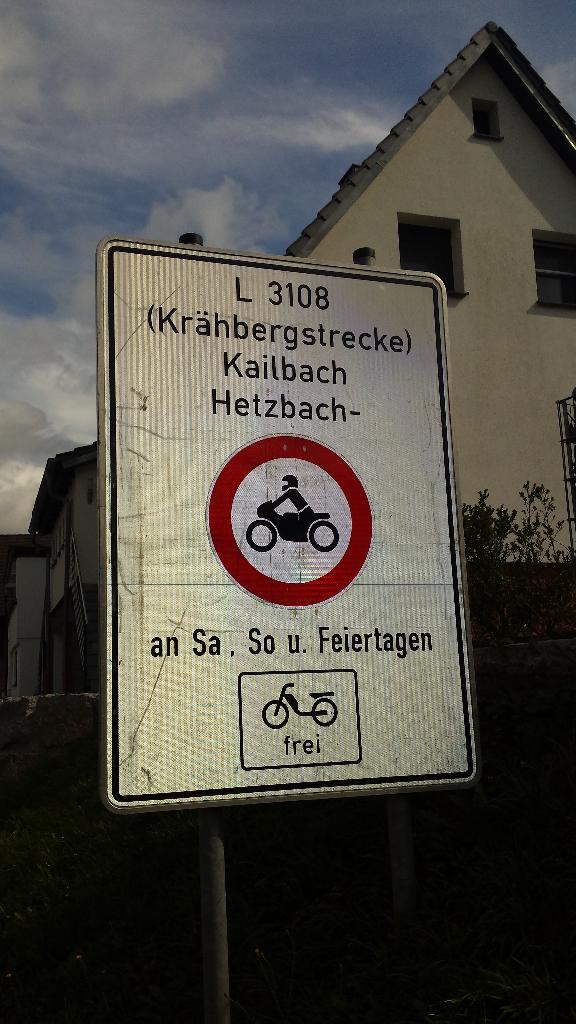 L 3108
(Krähbergstrecke)
Kailbach
Hetzbach-
an Sa , So u. Feiertagen
frei